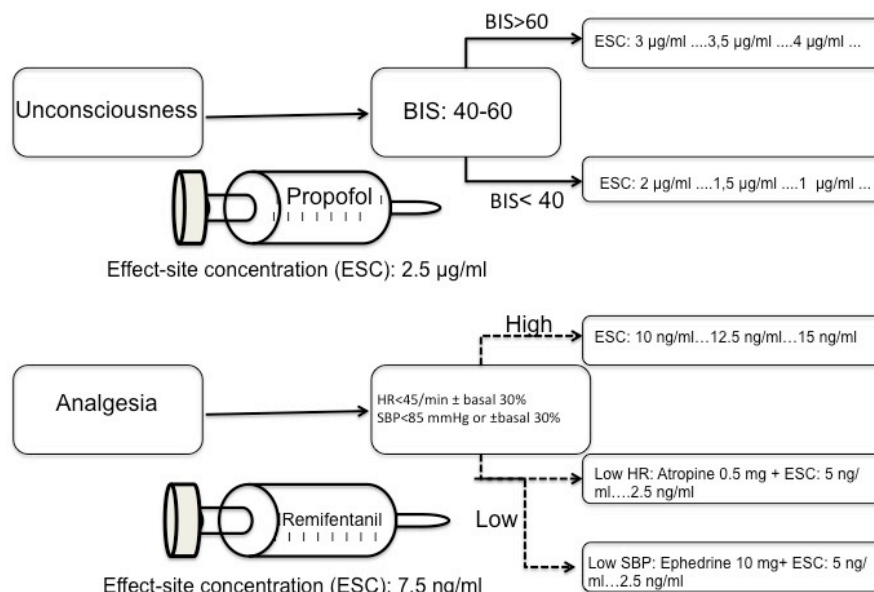 BIS>60
ESC: 3 µg/ml ....3,5 µg/ml ....4 µg/ml ...
Unconsciousness
BIS: 40-60
ESC: 2 µg/ml ....1,5 µg/ml ....1 µg/ml ...
BIS< 40
Propofol
Effect-site concentration (ESC): 2.5 µg/ml
High
ESC: 10 ng/ml...12.5 ng/ml...15 ng/ml
Analgesia
HR<45/min ± basal 30%
SBP<85 mmHg or ±basal 30%
Low HR: Atropine 0.5 mg + ESC: 5 ng/
ml....2.5 ng/ml
Low
Remifentanil
Low SBP: Ephedrine 10 mg+ ESC: 5 ng/
ml...2.5 ng/ml
Effect-site concentration (ESC): 7.5 ng/ml